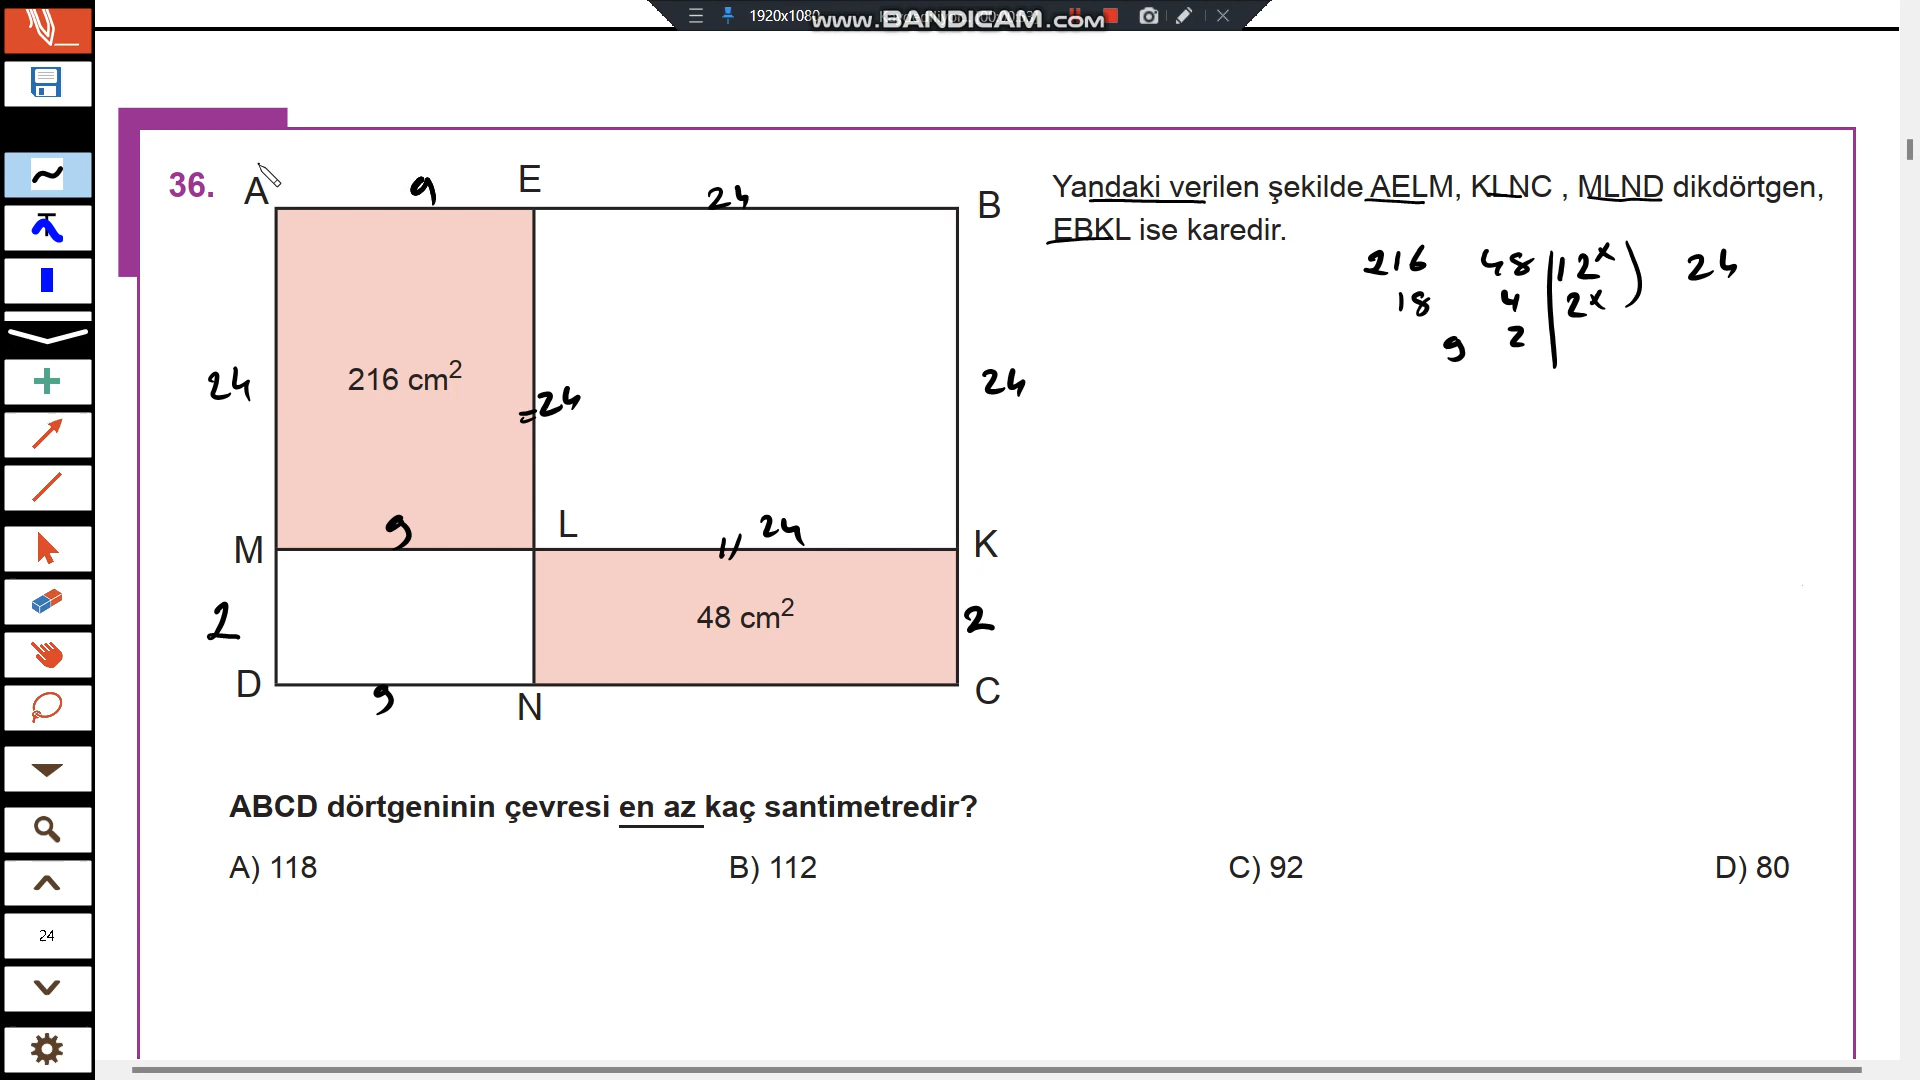 1920x1080
www.BANDICAM.com
36.
A
9
E
24
B
Yandaki verilen şekilde AELM, KLNC , MLND dikdörtgen,
EBKL ise karedir.
216 48 12x 24
18 4 2x
9 2
24
216 cm²
=24
24
M
9
L
24
K
2
48 cm²
2
D
9
N
C
ABCD dörtgeninin çevresi en az kaç santimetredir?
A) 118 B) 112 C) 92 D) 80
24